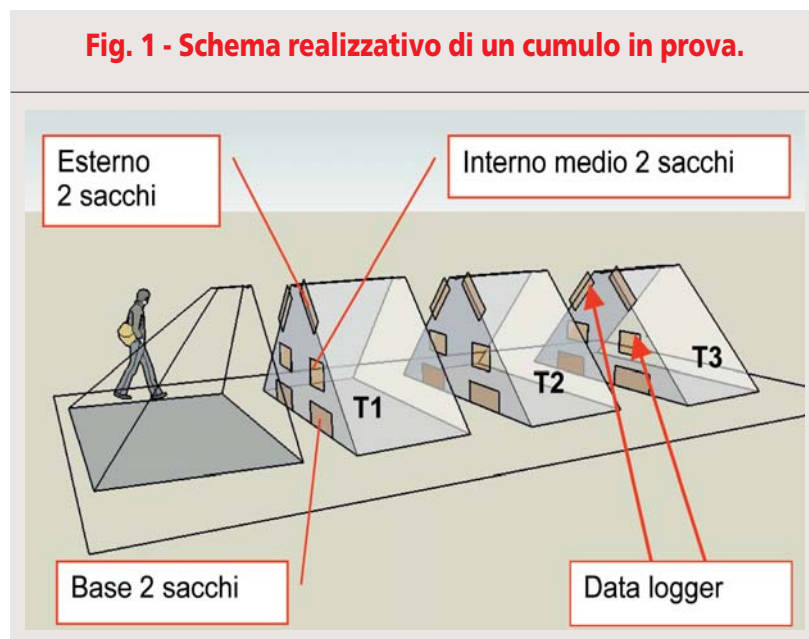 Fig. 1 - Schema realizzativo di un cumulo in prova.
Esterno
2 sacchi
Interno medio 2 sacchi
T1
T2
T3
Base 2 sacchi
Data logger